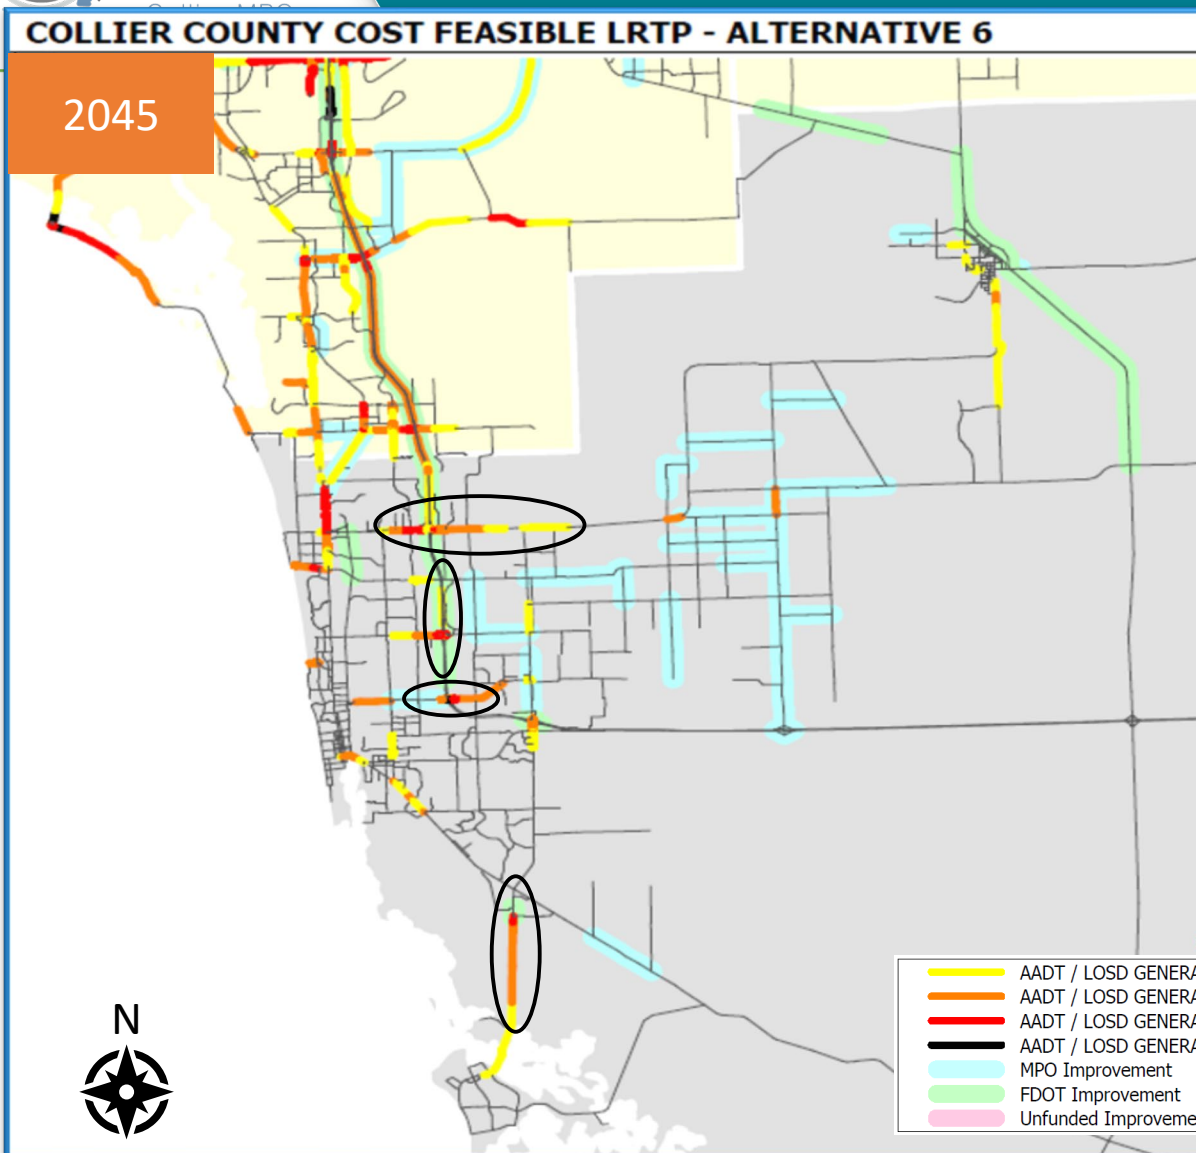 COLLIER COUNTY COST FEASIBLE LRTP - ALTERNATIVE 6
2045
N
AADT / LOSD GENERA
AADT / LOSD GENERA
AADT / LOSD GENERA
AADT / LOSD GENERA
MPO Improvement
FDOT Improvement
Unfunded Improveme